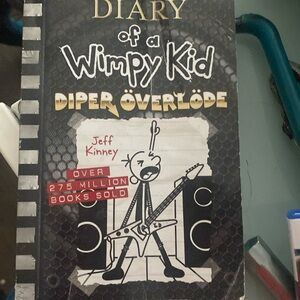 DIARY
of a
Wimpy Kid
DIPER ÖVERLÖDE
Jeff
Kinney
OVER
275 MILLION
BOOKS SOLD